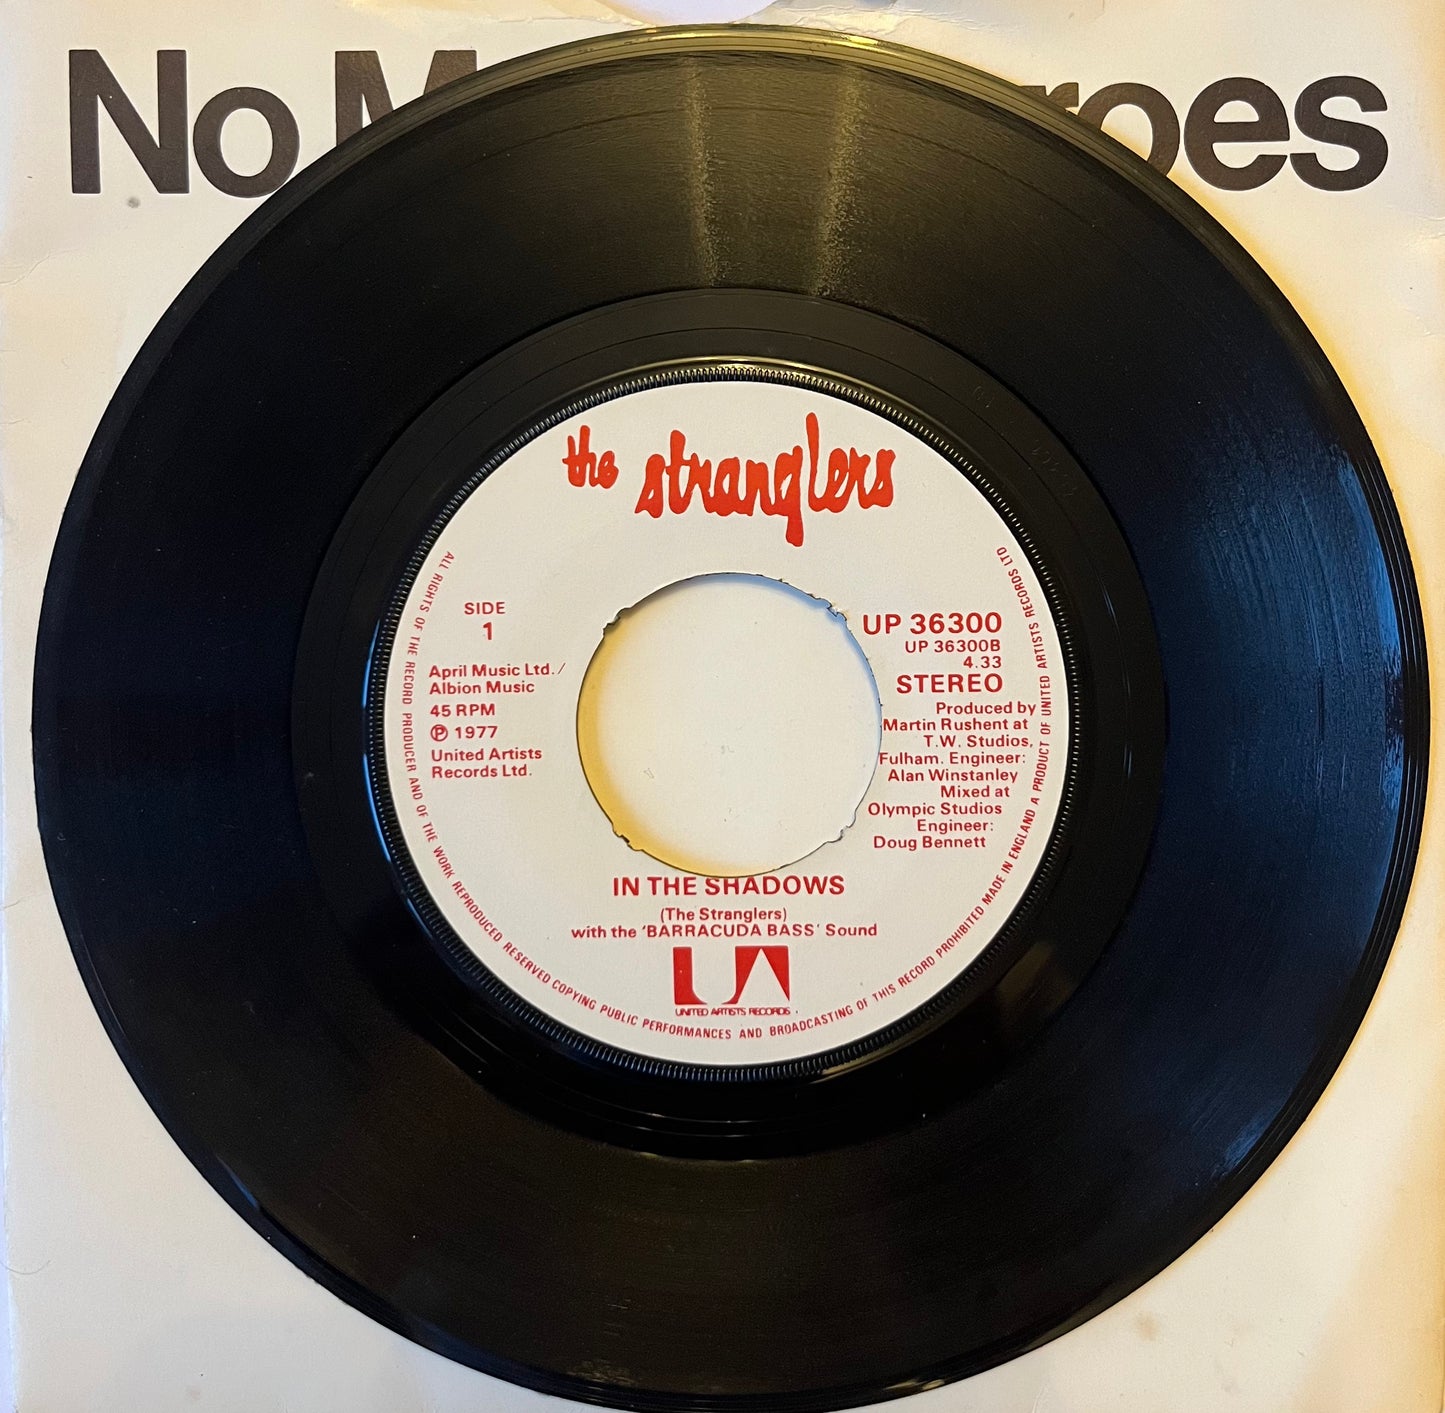 No M roes
the stranglers
SIDE
1
April Music Ltd./
Albion Music
45 RPM
Ⓟ 1977
United Artists
Records Ltd.
UP 36300
UP 36300B
4.33
STEREO
Produced by
Martin Rushent at
T.W. Studios,
Fulham. Engineer:
Alan Winstanley
Mixed at
Olympic Studios
Engineer:
Doug Bennett
IN THE SHADOWS
(The Stranglers)
with the 'BARRACUDA BASS' Sound
UA
UNITED ARTISTS RECORDS
ALL RIGHTS OF THE RECORD PRODUCER AND OF THE WORK REPRODUCED RESERVED COPYING PUBLIC PERFORMANCES AND BROADCASTING OF THIS RECORD PROHIBITED MADE IN ENGLAND A PRODUCT OF UNITED ARTISTS RECORDS LTD